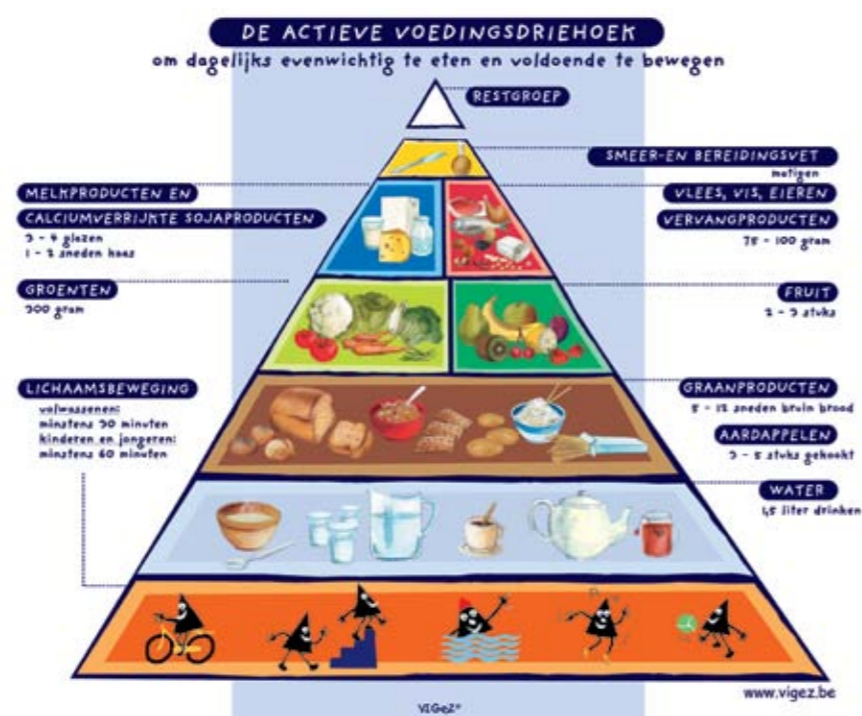 DE ACTIEVE VOEDINGSDRIEHOEK
om dagelijks evenwichtig te eten en voldoende te bewegen
RESTGROEP
SMEER-EN BEREIDINGSVET
matigen
MELKPRODUCTEN EN
CALCIUMVERRIJKTE SOJAPRODUCTEN
3 - 4 glazen
1 - 2 sneden kaas
VLEES, VIS, EIEREN
VERVANGPRODUCTEN
75 - 100 gram
GROENTEN
300 gram
FRUIT
2 - 3 stuks
LICHAAMSBEWEGING
volwassenen:
minstens 30 minuten
kinderen en jongeren:
minstens 60 minuten
GRAANPRODUCTEN
5 - 12 sneden bruin brood
AARDAPPELEN
3 - 5 stuks gekookt
WATER
1,5 liter drinken
www.vigez.be
VIGeZ®